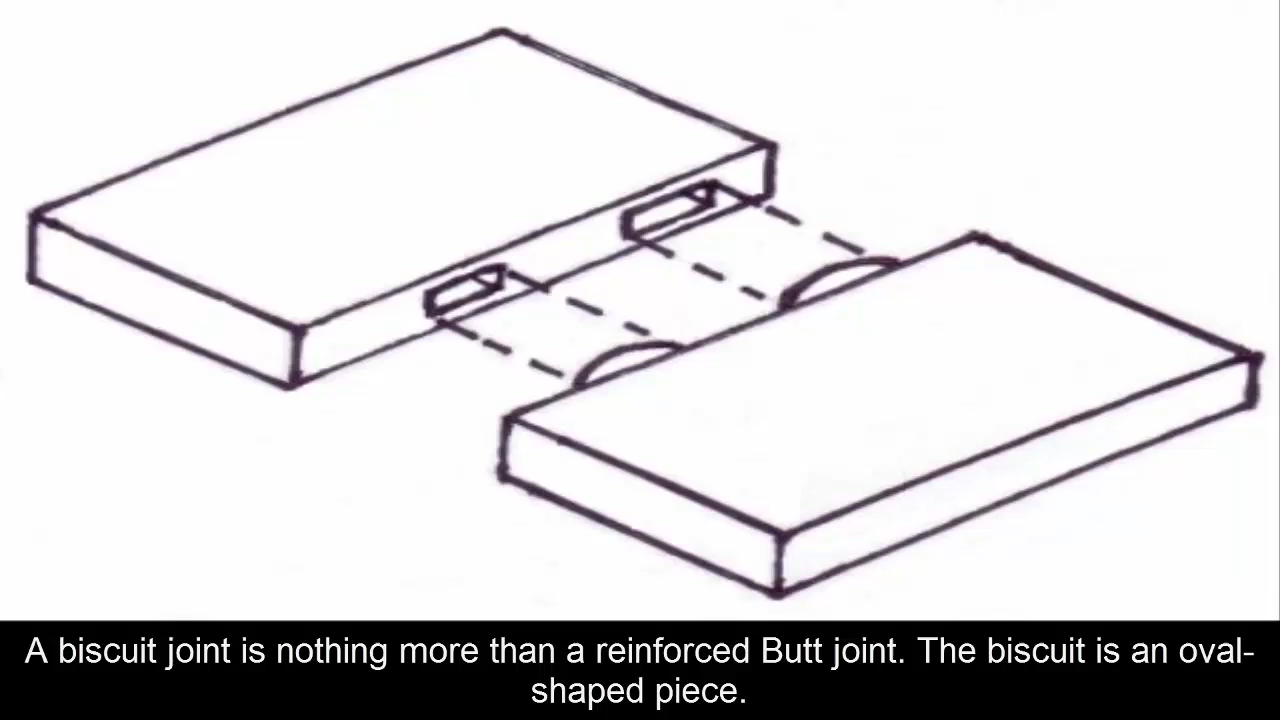 A biscuit joint is nothing more than a reinforced Butt joint. The biscuit is an oval-
shaped piece.